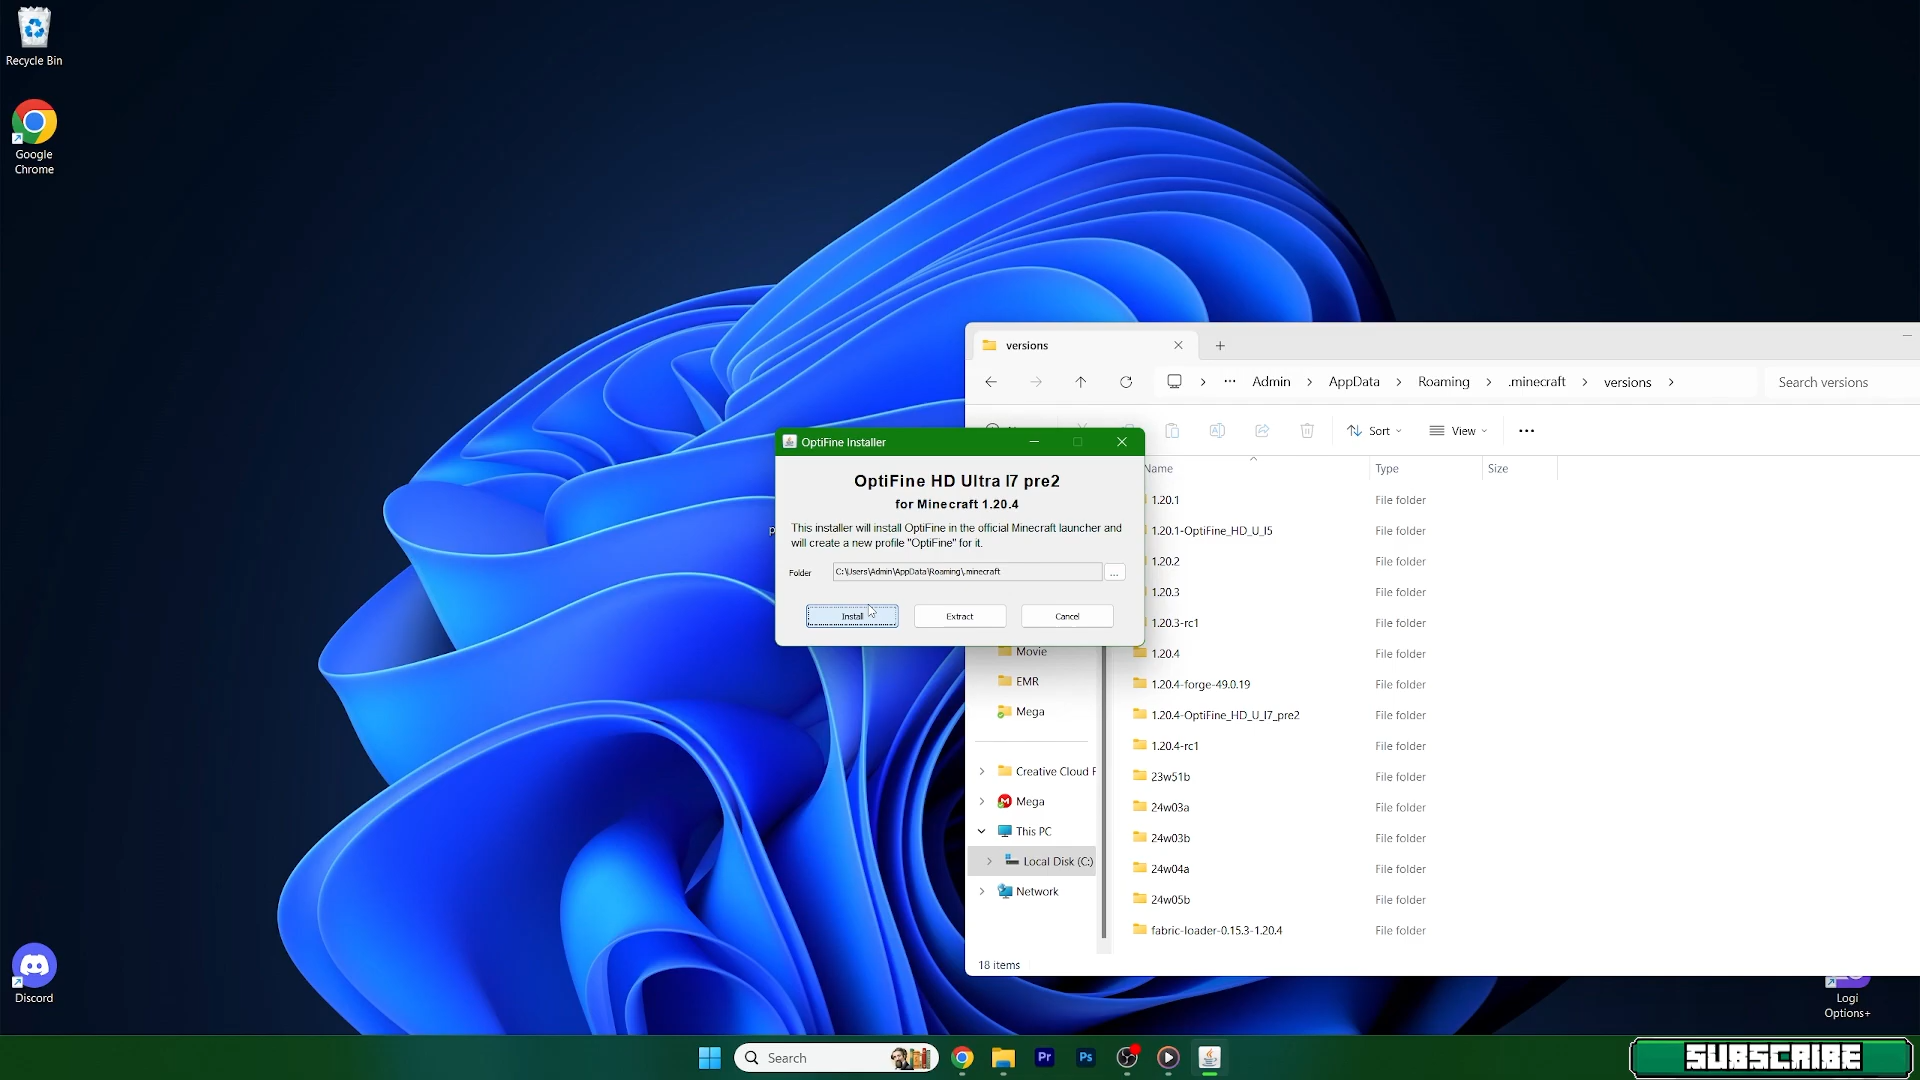 Recycle Bin
Google
Chrome
Discord
Logi
Options+
versions
Admin
AppData
Roaming
.minecraft
versions
Search versions
Sort
View
Type
Size
1.20.1
File folder
1.20.1-OptiFine_HD_U_I5
File folder
1.20.2
File folder
1.20.3
File folder
1.20.3-rc1
File folder
1.20.4
File folder
1.20.4-forge-49.0.19
File folder
1.20.4-OptiFine_HD_U_I7_pre2
File folder
1.20.4-rc1
File folder
23w51b
File folder
24w03a
File folder
24w03b
File folder
24w04a
File folder
24w05b
File folder
fabric-loader-0.15.3-1.20.4
File folder
Movie
EMR
Mega
Creative Cloud F
Mega
This PC
Local Disk (C:)
Network
18 items
OptiFine Installer
OptiFine HD Ultra I7 pre2
for Minecraft 1.20.4
This installer will install OptiFine in the official Minecraft launcher and
will create a new profile "OptiFine" for it.
Folder
C:\Users\Admin\AppData\Roaming\.minecraft
...
Install
Extract
Cancel
Search
Pr
Ps
SUBSCRIBE